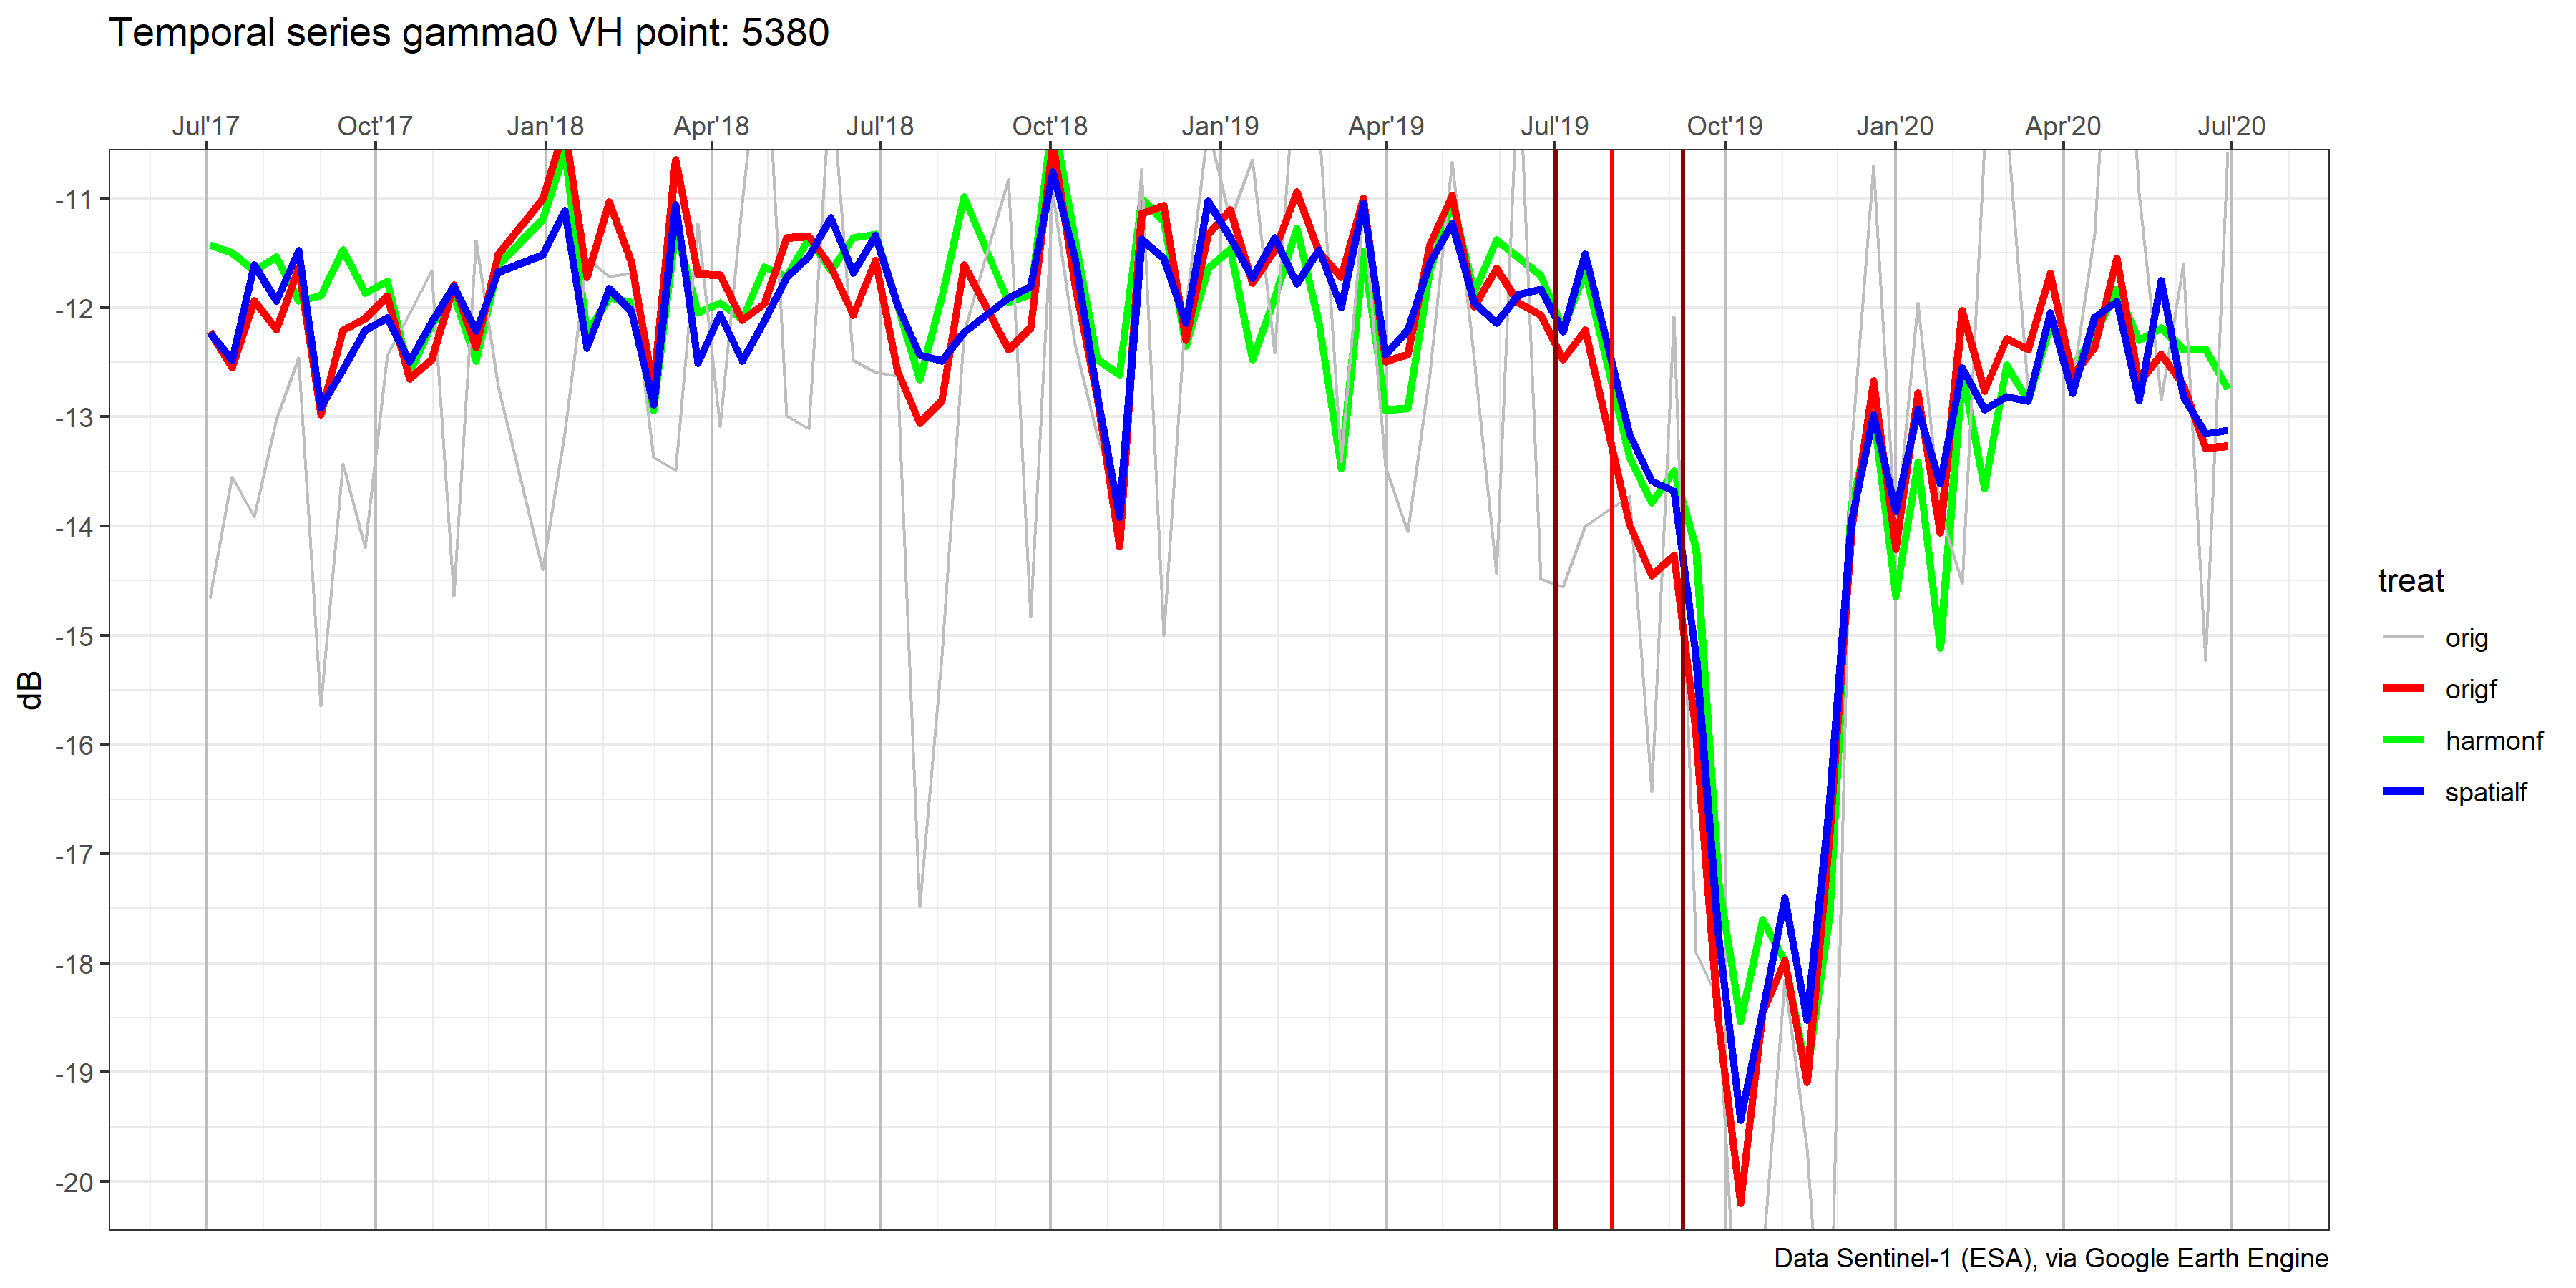 Temporal series gamma0 VH point: 5380
Jul'17 Oct'17 Jan'18 Apr'18 Jul'18 Oct'18 Jan'19 Apr'19 Jul'19 Oct'19 Jan'20 Apr'20 Jul'20
-11
-12
-13
-14
-15
-16
-17
-18
-19
-20
dB
treat
orig
origf
harmonf
spatialf
Data Sentinel-1 (ESA), via Google Earth Engine